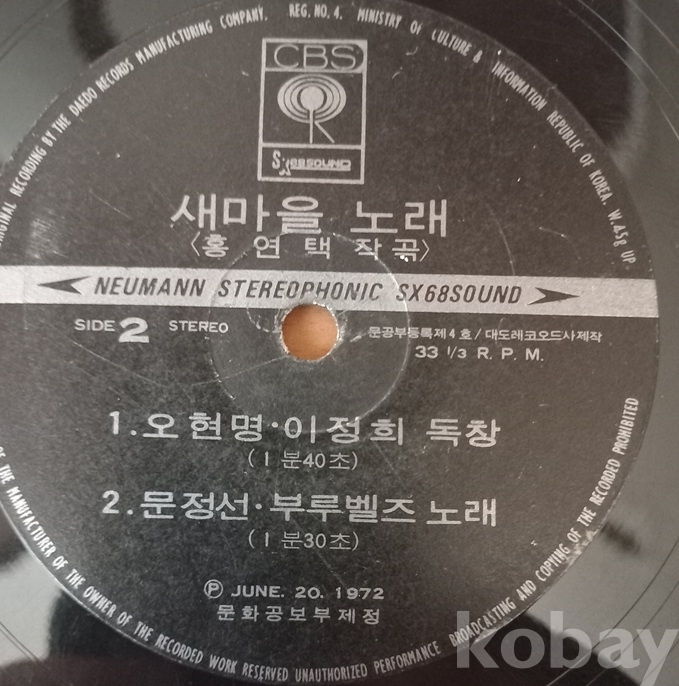 ORIGINAL RECORDING BY THE DAEDO RECORDS MANUFACTURING COMPANY. REG. NO. 4. MINISTRY OF CULTURE & INFORMATION REPUBLIC OF KOREA. W. 45g UP.
CBS
SX68SOUND
새마을 노래
〈홍연택 작곡〉
NEUMANN STEREOPHONIC SX68SOUND
SIDE 2 STEREO
문공부등록제4호/대도레코오드사제작
33 1/3 R. P. M.
1.오현명·이정희 독창
(1분40초)
2.문정선·부루벨즈 노래
(1분30초)
Ⓟ JUNE. 20. 1972
문화공보부제정
OF THE MANUFACTURER OF THE OWNER OF THE RECORDED WORK RESERVED UNAUTHORIZED PERFORMANCE BROADCASTING AND COPYING OF THE RECORDED PROHIBITED
kobay